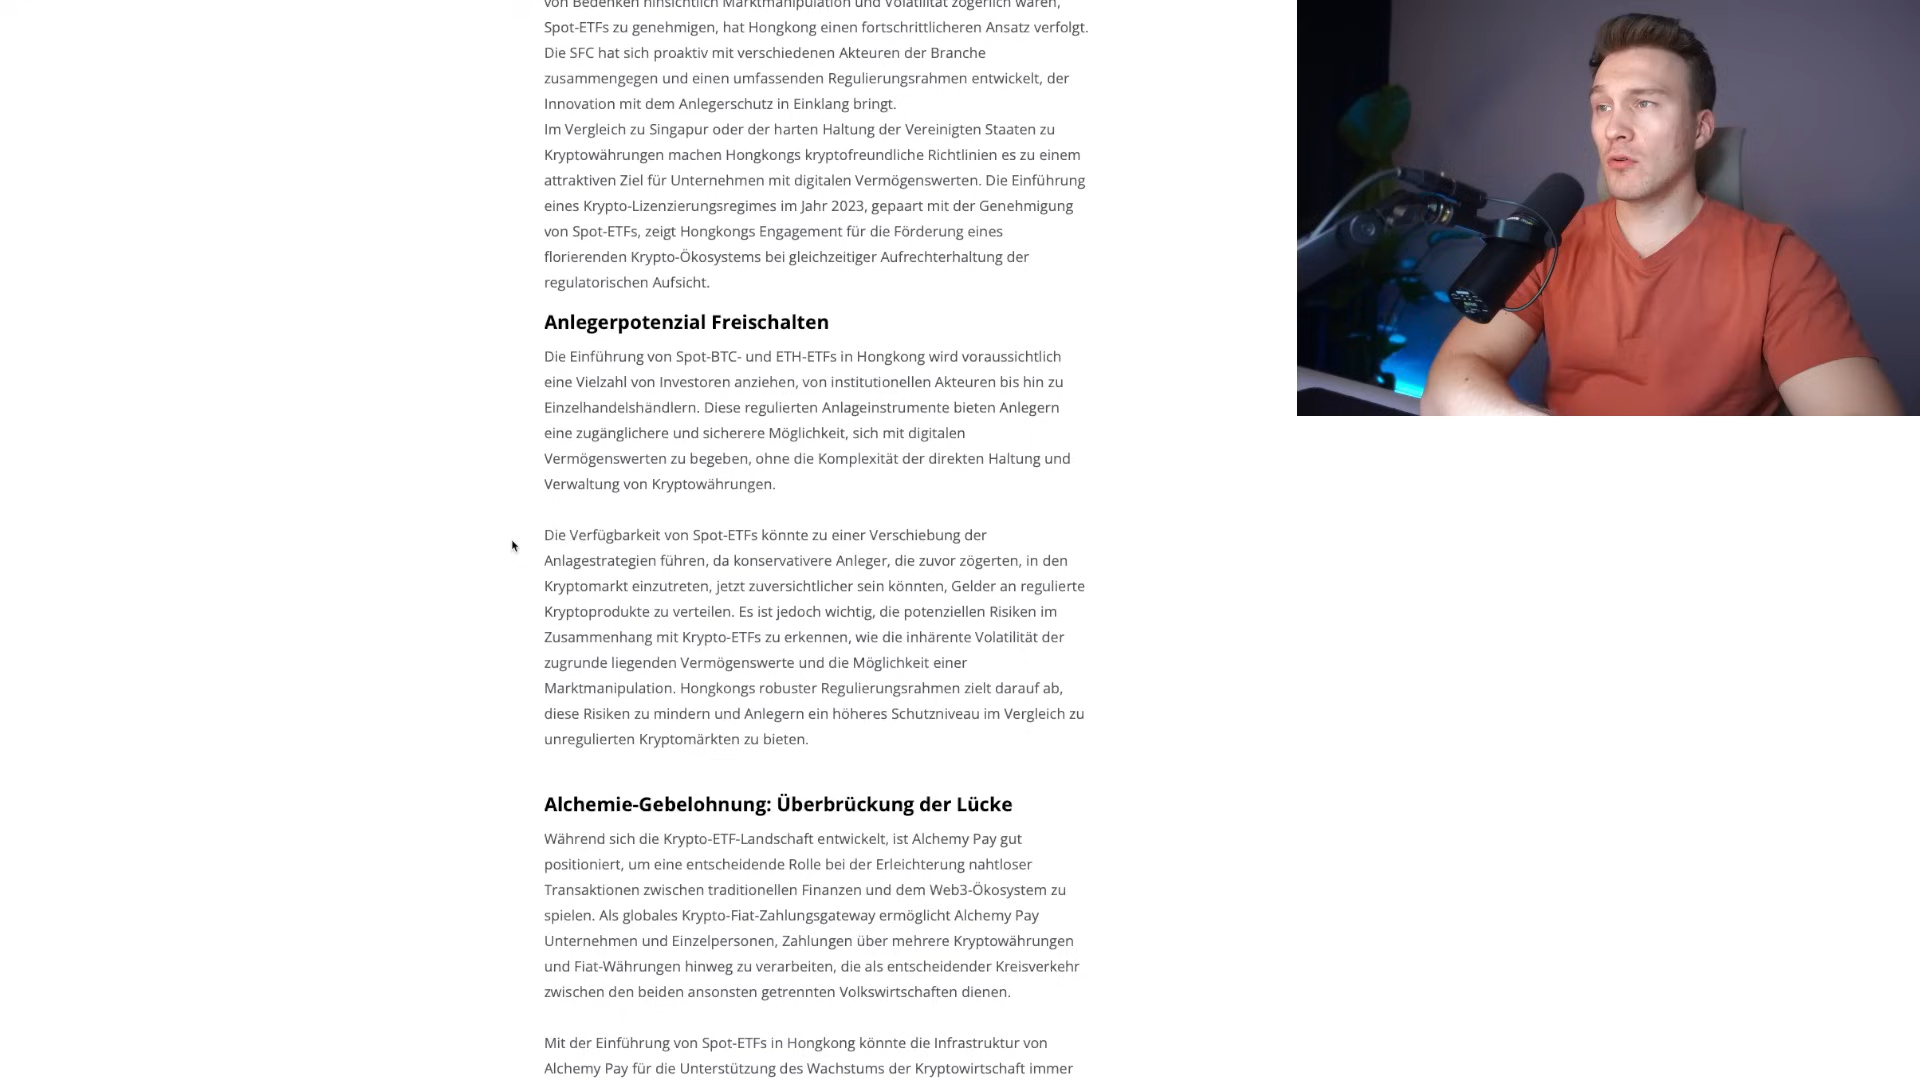 von Bedenken hinsichtlich Marktmanipulation und Volatilität zögerlich waren,
Spot-ETFs zu genehmigen, hat Hongkong einen fortschrittlicheren Ansatz verfolgt.
Die SFC hat sich proaktiv mit verschiedenen Akteuren der Branche
zusammengegen und einen umfassenden Regulierungsrahmen entwickelt, der
Innovation mit dem Anlegerschutz in Einklang bringt.
Im Vergleich zu Singapur oder der harten Haltung der Vereinigten Staaten zu
Kryptowährungen machen Hongkongs kryptofreundliche Richtlinien es zu einem
attraktiven Ziel für Unternehmen mit digitalen Vermögenswerten. Die Einführung
eines Krypto-Lizenzierungsregimes im Jahr 2023, gepaart mit der Genehmigung
von Spot-ETFs, zeigt Hongkongs Engagement für die Förderung eines
florierenden Krypto-Ökosystems bei gleichzeitiger Aufrechterhaltung der
regulatorischen Aufsicht.
Anlegerpotenzial Freischalten
Die Einführung von Spot-BTC- und ETH-ETFs in Hongkong wird voraussichtlich
eine Vielzahl von Investoren anziehen, von institutionellen Akteuren bis hin zu
Einzelhandelshändlern. Diese regulierten Anlageinstrumente bieten Anlegern
eine zugänglichere und sicherere Möglichkeit, sich mit digitalen
Vermögenswerten zu begeben, ohne die Komplexität der direkten Haltung und
Verwaltung von Kryptowährungen.
Die Verfügbarkeit von Spot-ETFs könnte zu einer Verschiebung der
Anlagestrategien führen, da konservativere Anleger, die zuvor zögerten, in den
Kryptomarkt einzutreten, jetzt zuversichtlicher sein könnten, Gelder an regulierte
Kryptoprodukte zu verteilen. Es ist jedoch wichtig, die potenziellen Risiken im
Zusammenhang mit Krypto-ETFs zu erkennen, wie die inhärente Volatilität der
zugrunde liegenden Vermögenswerte und die Möglichkeit einer
Marktmanipulation. Hongkongs robuster Regulierungsrahmen zielt darauf ab,
diese Risiken zu mindern und Anlegern ein höheres Schutzniveau im Vergleich zu
unregulierten Kryptomärkten zu bieten.
Alchemie-Gebelohnung: Überbrückung der Lücke
Während sich die Krypto-ETF-Landschaft entwickelt, ist Alchemy Pay gut
positioniert, um eine entscheidende Rolle bei der Erleichterung nahtloser
Transaktionen zwischen traditionellen Finanzen und dem Web3-Ökosystem zu
spielen. Als globales Krypto-Fiat-Zahlungsgateway ermöglicht Alchemy Pay
Unternehmen und Einzelpersonen, Zahlungen über mehrere Kryptowährungen
und Fiat-Währungen hinweg zu verarbeiten, die als entscheidender Kreisverkehr
zwischen den beiden ansonsten getrennten Volkswirtschaften dienen.
Mit der Einführung von Spot-ETFs in Hongkong könnte die Infrastruktur von
Alchemy Pay für die Unterstützung des Wachstums der Kryptowirtschaft immer